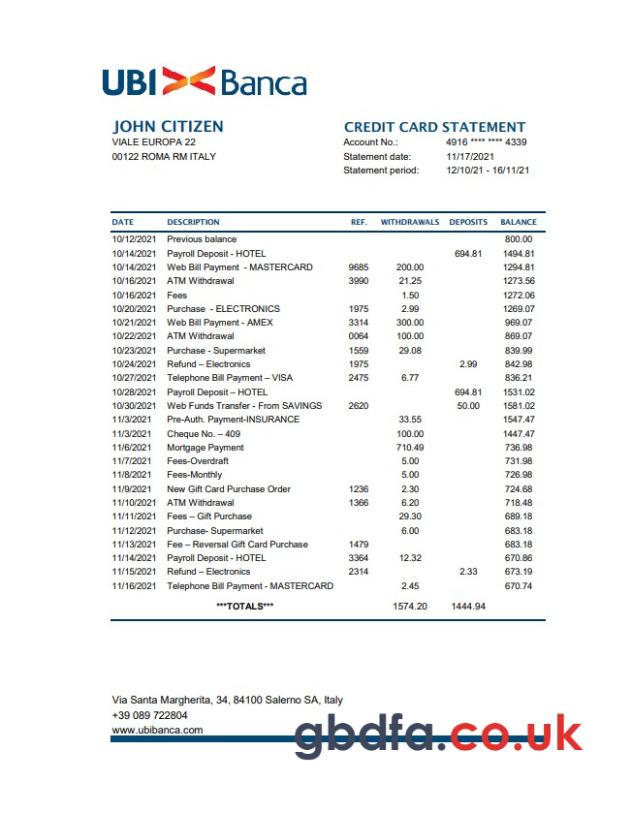 UBI Banca
JOHN CITIZEN
VIALE EUROPA 22
00122 ROMA RM ITALY
CREDIT CARD STATEMENT
Account No.: 4916 **** **** 4339
Statement date: 11/17/2021
Statement period: 12/10/21 - 16/11/21
DATE DESCRIPTION REF. WITHDRAWALS DEPOSITS BALANCE
10/12/2021 Previous balance 800.00
10/14/2021 Payroll Deposit - HOTEL 694.81 1494.81
10/14/2021 Web Bill Payment - MASTERCARD 9685 200.00 1294.81
10/16/2021 ATM Withdrawal 3990 21.25 1273.56
10/16/2021 Fees 1.50 1272.06
10/20/2021 Purchase - ELECTRONICS 1975 2.99 1269.07
10/21/2021 Web Bill Payment - AMEX 3314 300.00 969.07
10/22/2021 ATM Withdrawal 0064 100.00 869.07
10/23/2021 Purchase - Supermarket 1559 29.08 839.99
10/24/2021 Refund – Electronics 1975 2.99 842.98
10/27/2021 Telephone Bill Payment – VISA 2475 6.77 836.21
10/28/2021 Payroll Deposit – HOTEL 694.81 1531.02
10/30/2021 Web Funds Transfer - From SAVINGS 2620 50.00 1581.02
11/3/2021 Pre-Auth. Payment-INSURANCE 33.55 1547.47
11/3/2021 Cheque No. – 409 100.00 1447.47
11/6/2021 Mortgage Payment 710.49 736.98
11/7/2021 Fees-Overdraft 5.00 731.98
11/8/2021 Fees-Monthly 5.00 726.98
11/9/2021 New Gift Card Purchase Order 1236 2.30 724.68
11/10/2021 ATM Withdrawal 1366 6.20 718.48
11/11/2021 Fees – Gift Purchase 29.30 689.18
11/12/2021 Purchase- Supermarket 6.00 683.18
11/13/2021 Fee – Reversal Gift Card Purchase 1479 683.18
11/14/2021 Payroll Deposit - HOTEL 3364 12.32 670.86
11/15/2021 Refund – Electronics 2314 2.33 673.19
11/16/2021 Telephone Bill Payment - MASTERCARD 2.45 670.74
***TOTALS*** 1574.20 1444.94
Via Santa Margherita, 34, 84100 Salerno SA, Italy
+39 089 722804
www.ubibanca.com
gbdfa.co.uk